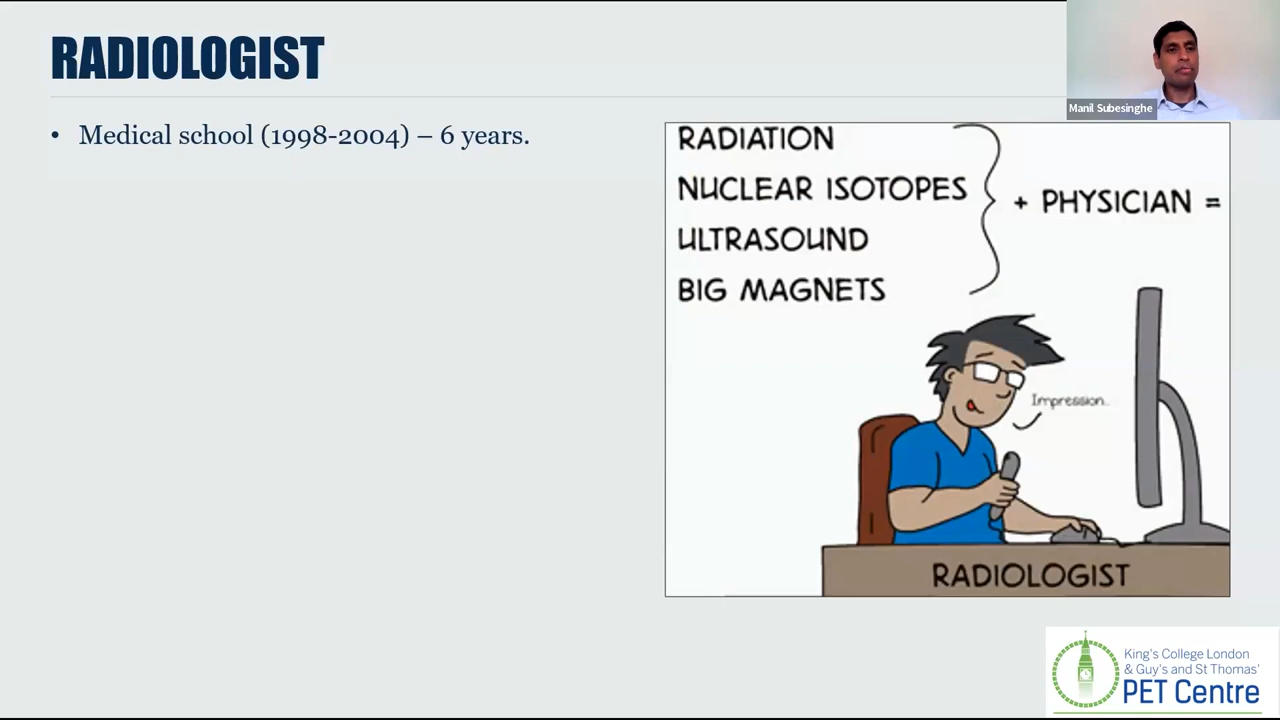 RADIOLOGIST
Manil Subesinghe
• Medical school (1998-2004) – 6 years.
RADIATION
NUCLEAR ISOTOPES
ULTRASOUND
BIG MAGNETS
+ PHYSICIAN =
Impression..
RADIOLOGIST
King's College London
& Guy's and St Thomas'
PET Centre